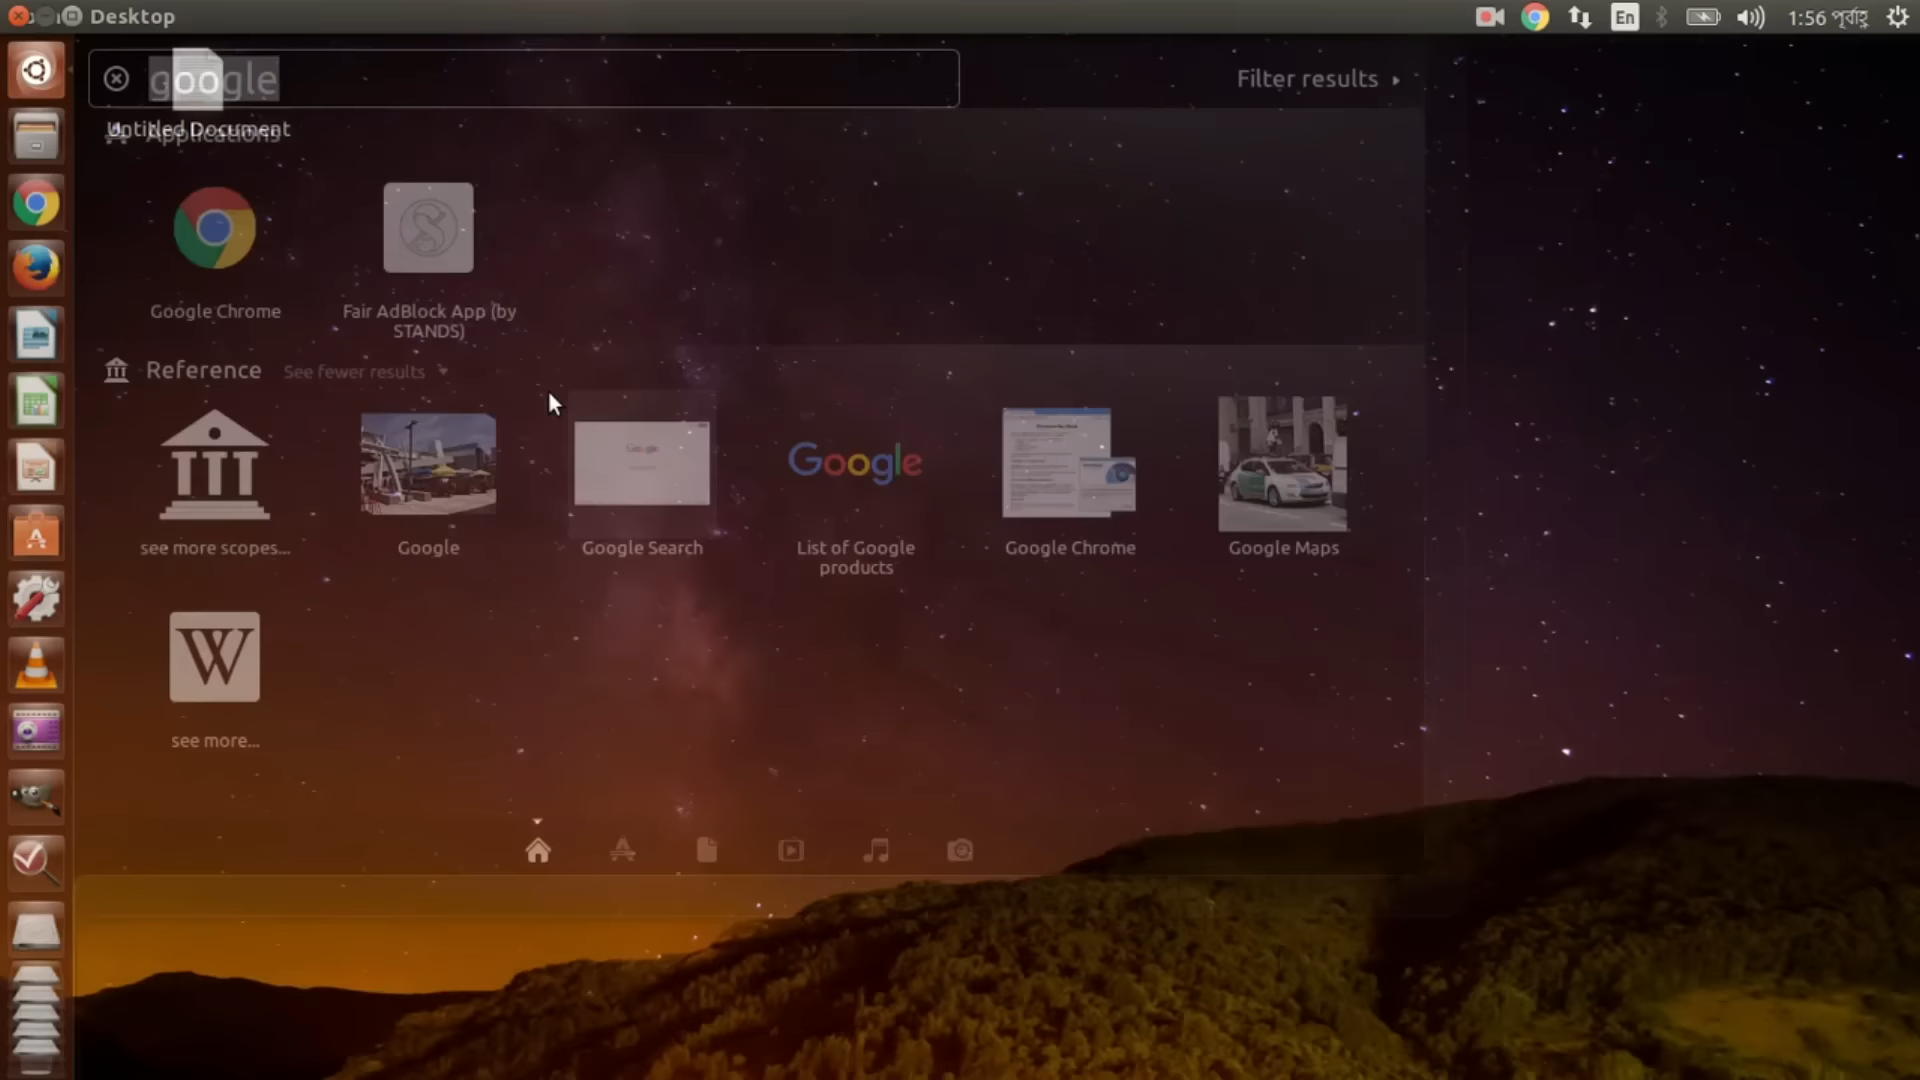 Desktop
En
1:56 পূর্বাহ্ণ
google
Filter results
Untitled Document
Applications
Google Chrome
Fair AdBlock App (by
STANDS)
Reference See fewer results
Google
see more scopes...
Google
Google Search
List of Google
products
Google Chrome
Google Maps
W
see more...